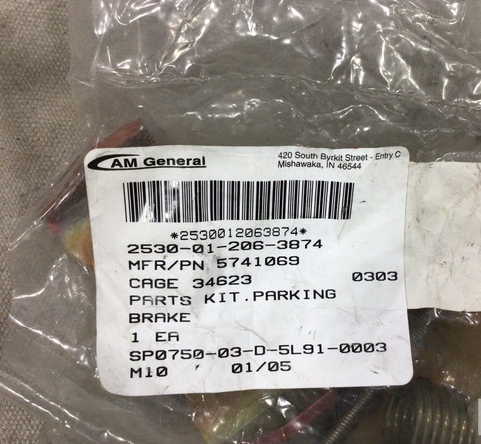 AM General
420 South Byrkit Street - Entry C
Mishawaka, IN 46544
*2530012063874*
2530-01-206-3874
MFR/PN 5741069
CAGE 34623 0303
PARTS KIT.PARKING
BRAKE
1 EA
SP0750-03-D-5L91-0003
M10 01/05